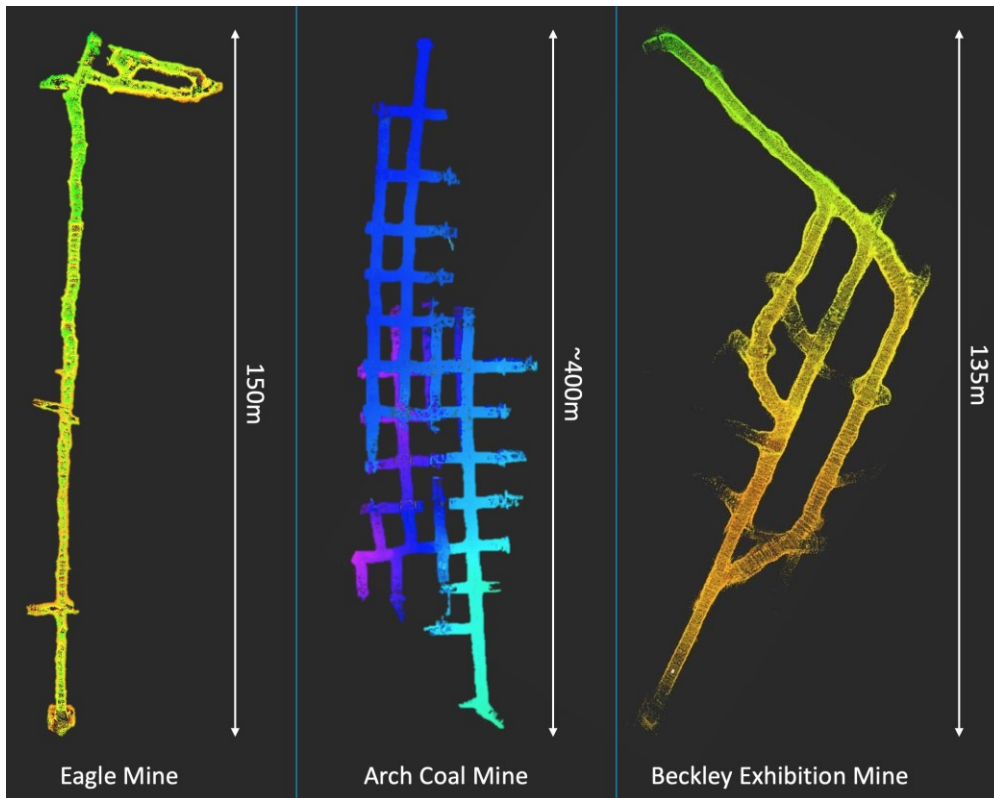 150m
~400m
135m
Eagle Mine
Arch Coal Mine
Beckley Exhibition Mine